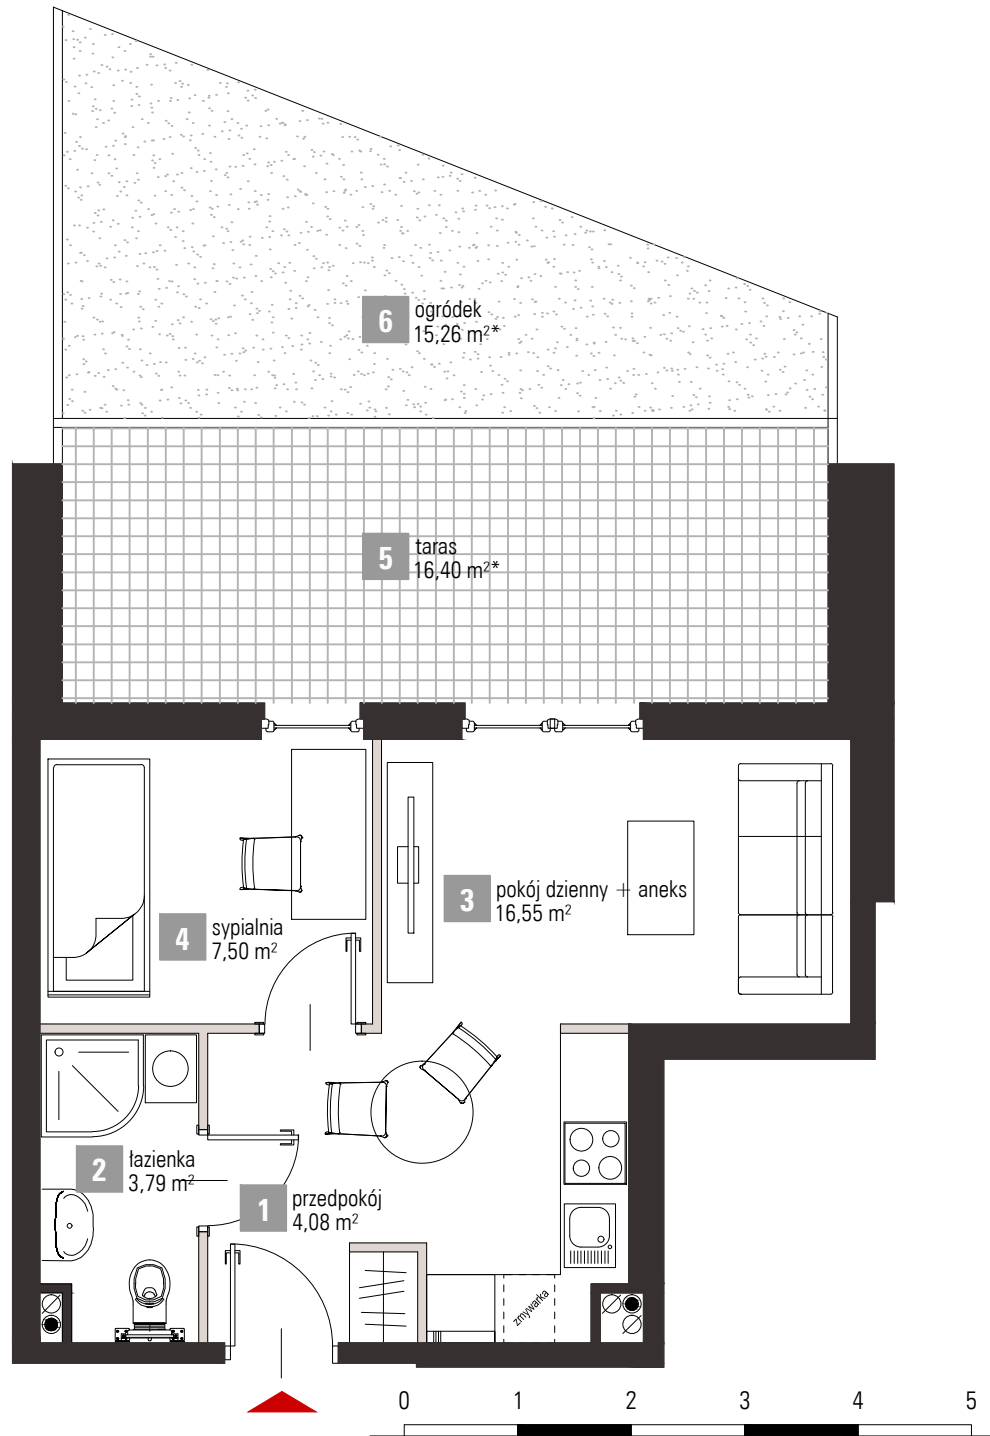 6
ogródek
15,26 m²*
5
taras
16,40 m²*
3
pokój dzienny + aneks
16,55 m²
4
sypialnia
7,50 m²
2
łazienka
3,79 m²
1
przedpokój
4,08 m²
zmywarka
0 1 2 3 4 5